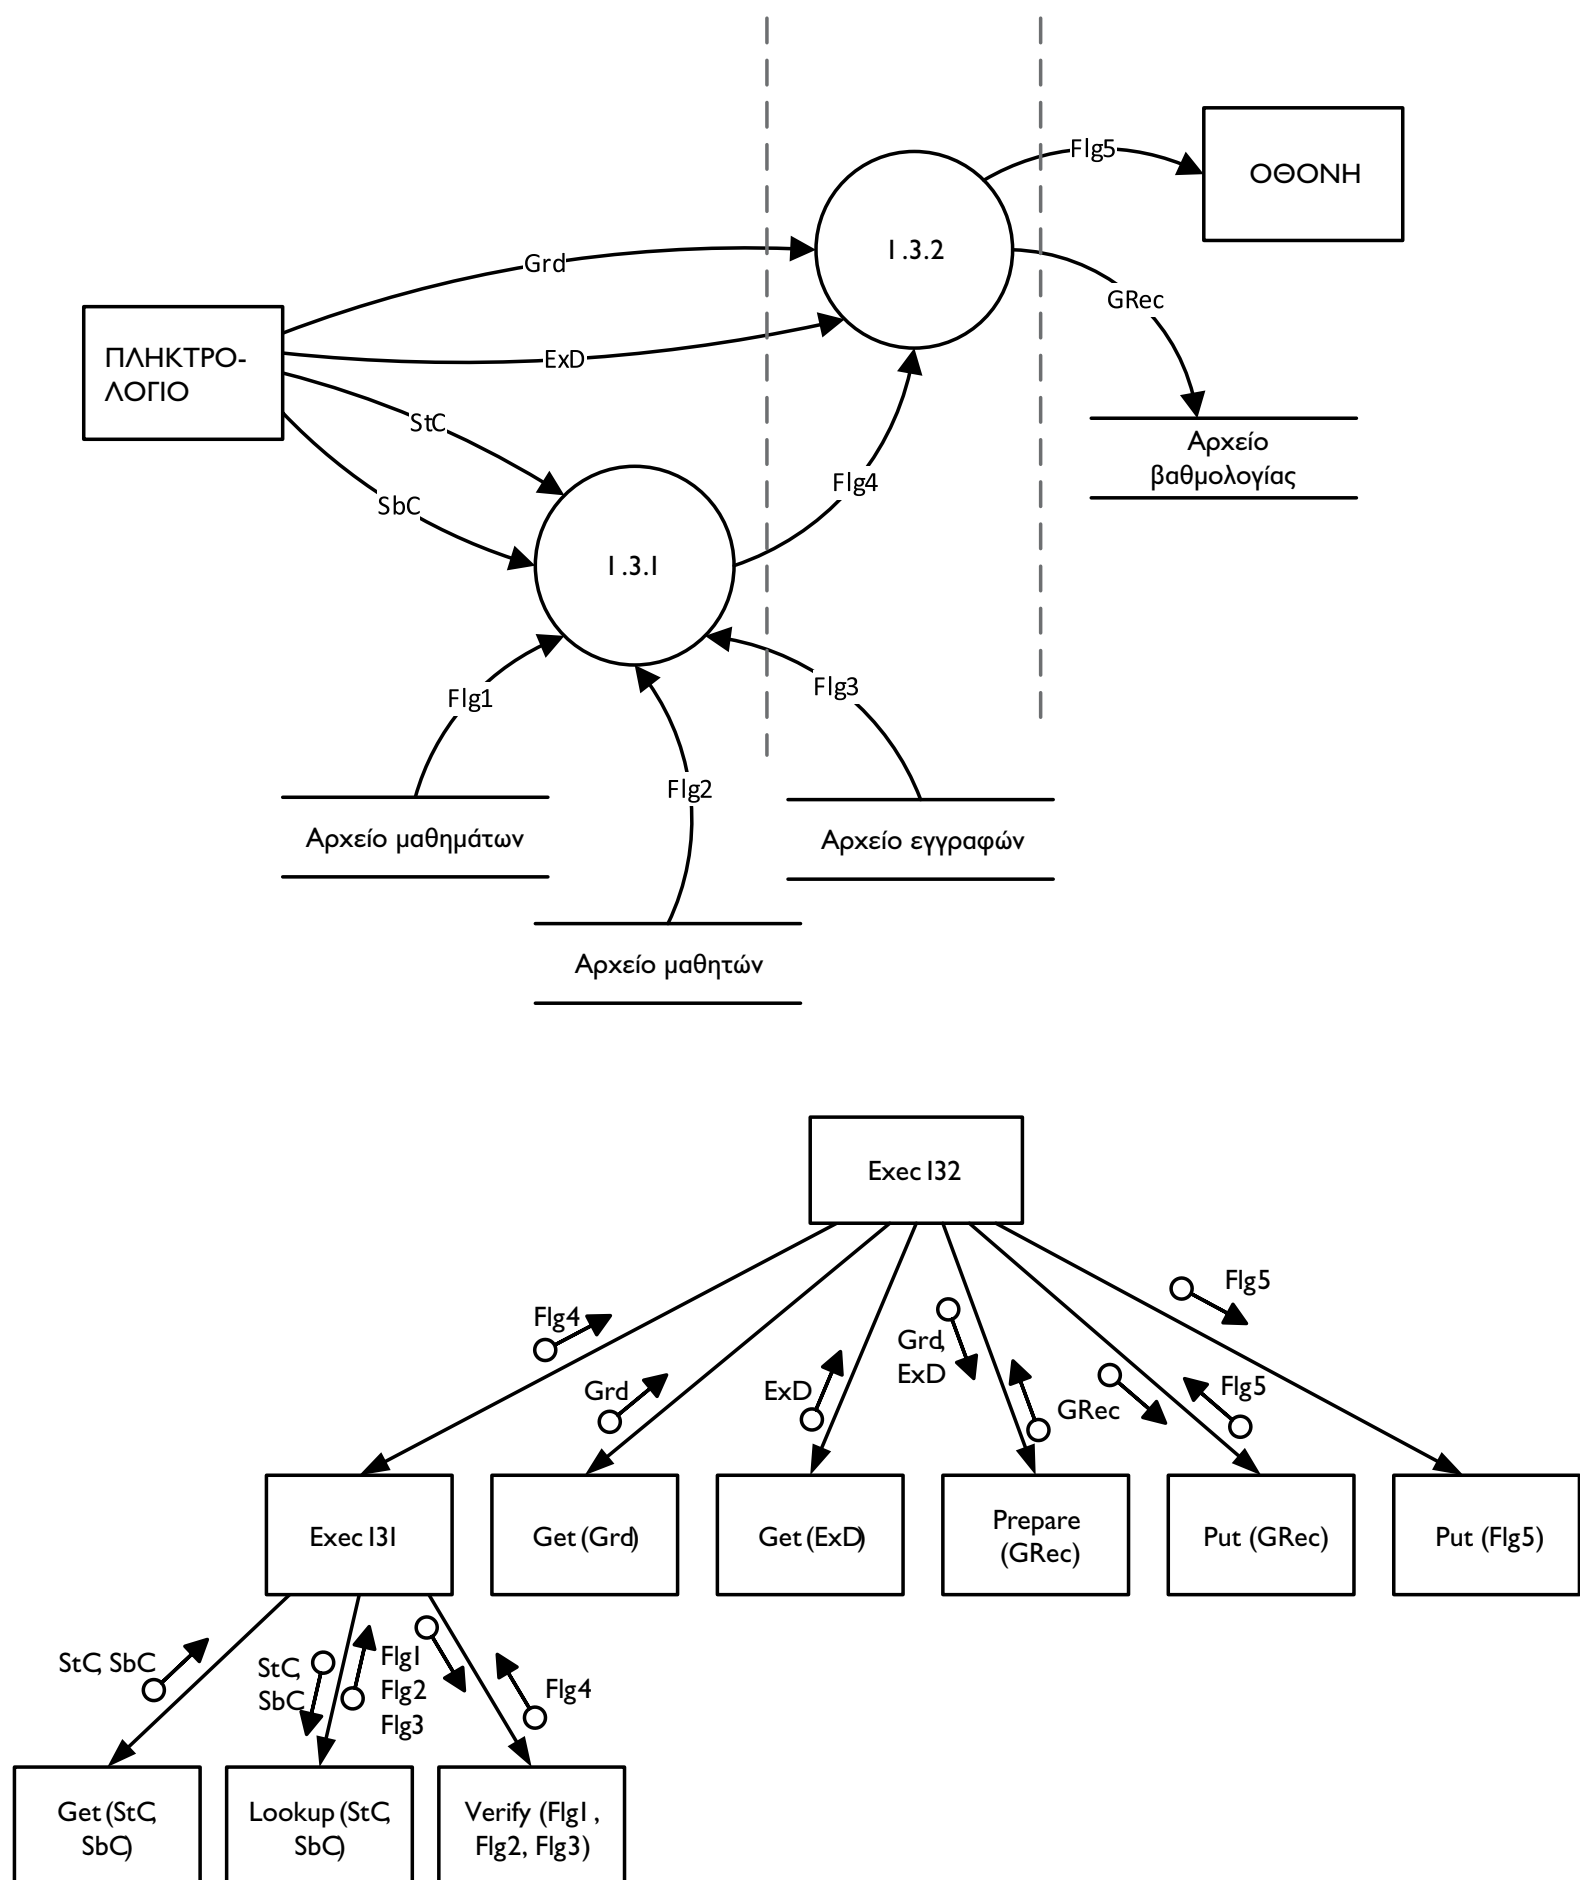 Flg5
ΟΘΟΝΗ
1.3.2
Grd
GRec
ΠΛΗΚΤΡΟ-
ΛΟΓΙΟ
ExD
StC
Αρχείο
βαθμολογίας
Flg4
SbC
1.3.1
Flg3
Flg1
Flg2
Αρχείο μαθημάτων
Αρχείο εγγραφών
Αρχείο μαθητών
Exec 132
Flg4
Flg5
Grd
ExD
Grd,
ExD
GRec
Flg5
Exec 131
Get (Grd)
Get (ExD)
Prepare
(GRec)
Put (GRec)
Put (Flg5)
StC, SbC
StC,
SbC
Flg1
Flg2
Flg3
Flg4
Get (StC,
SbC)
Lookup (StC,
SbC)
Verify (Flg1,
Flg2, Flg3)